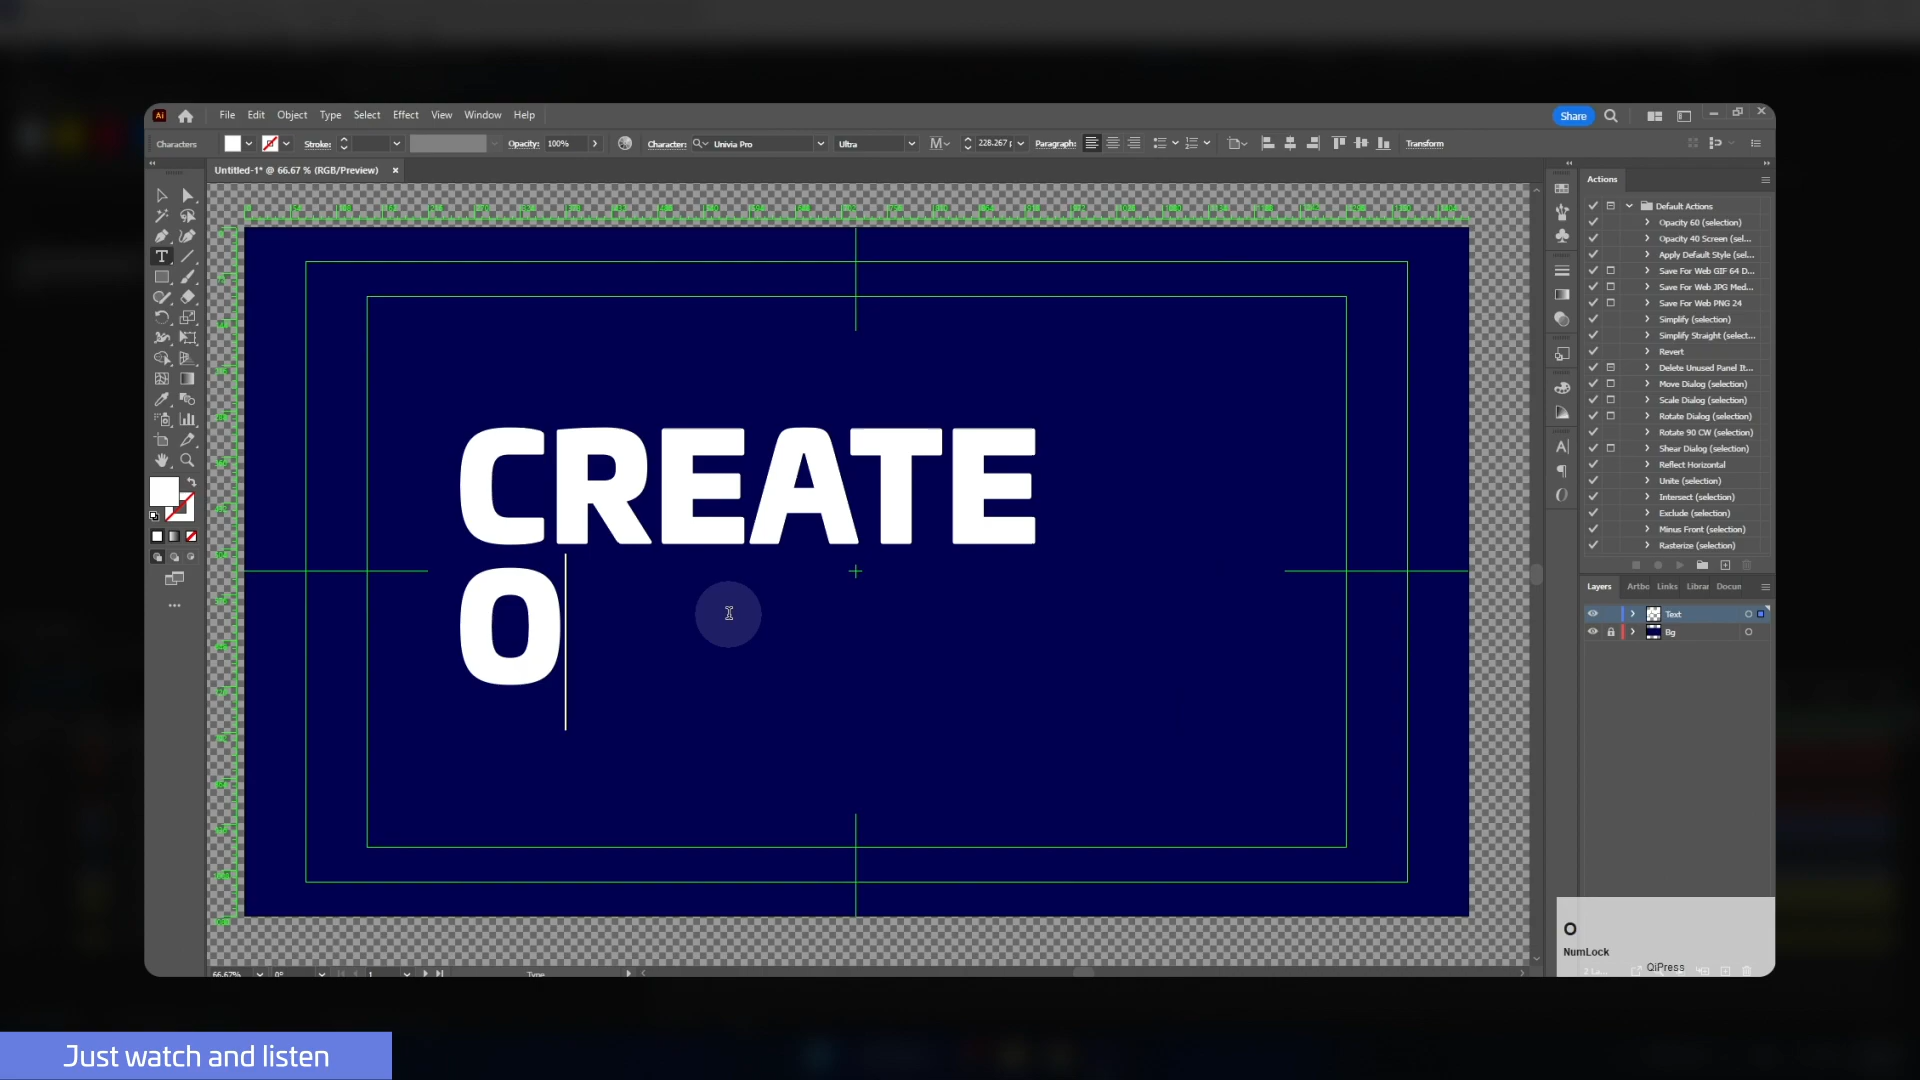 Ai File Edit Object Type Select Effect View Window Help Share
Characters Stroke: Opacity: 100% Character: Univia Pro Ultra 228.267 p Paragraph: Transform
Untitled-1* @ 66.67 % (RGB/Preview)
Actions
Default Actions
Opacity 60 (selection)
Opacity 40 Screen (sel...
Apply Default Style (sel...
Save For Web GIF 64 D...
Save For Web JPG Med...
Save For Web PNG 24
Simplify (selection)
Simplify Straight (select...
Revert
Delete Unused Panel It...
Move Dialog (selection)
Scale Dialog (selection)
Rotate Dialog (selection)
Rotate 90 CW (selection)
Shear Dialog (selection)
Reflect Horizontal
Unite (selection)
Intersect (selection)
Exclude (selection)
Minus Front (selection)
Rasterize (selection)
CREATE
O
Layers Artbo Links Librar Docum
Text
Bg
O
NumLock
QiPress
66.67% 0° 1 Type
Just watch and listen